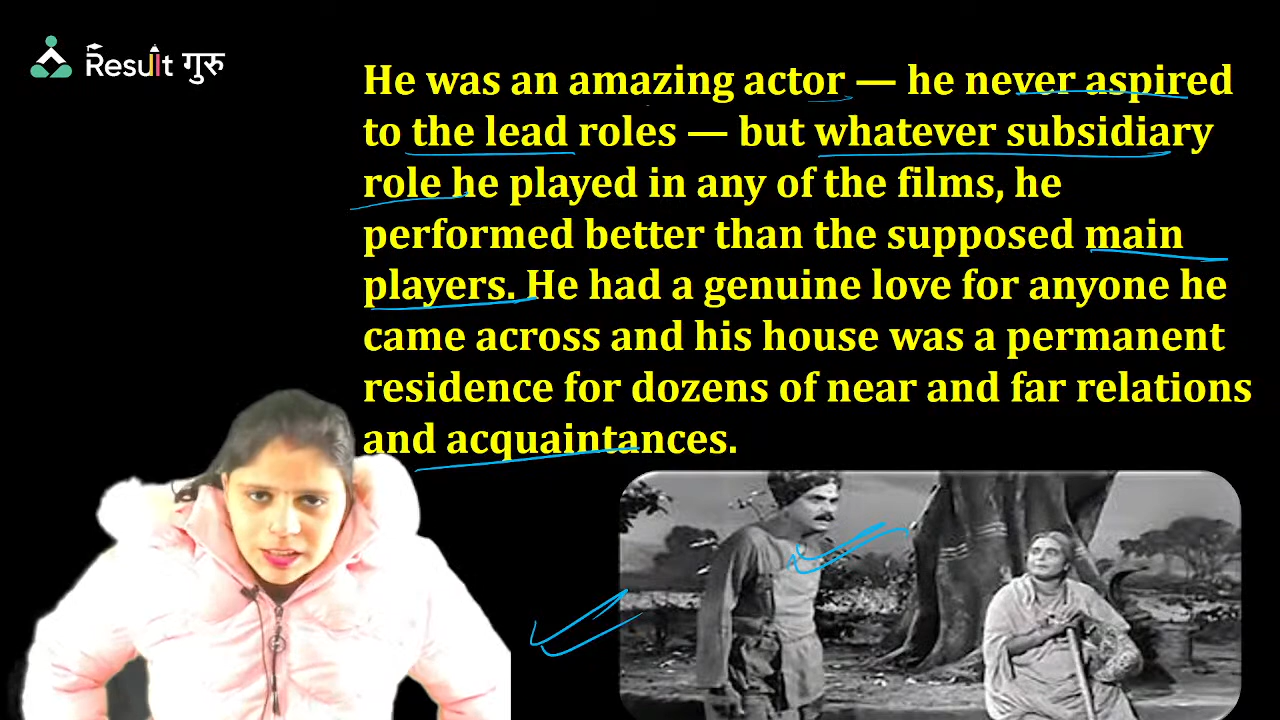 Result गुरु
He was an amazing actor — he never aspired
to the lead roles — but whatever subsidiary
role he played in any of the films, he
performed better than the supposed main
players. He had a genuine love for anyone he
came across and his house was a permanent
residence for dozens of near and far relations
and acquaintances.